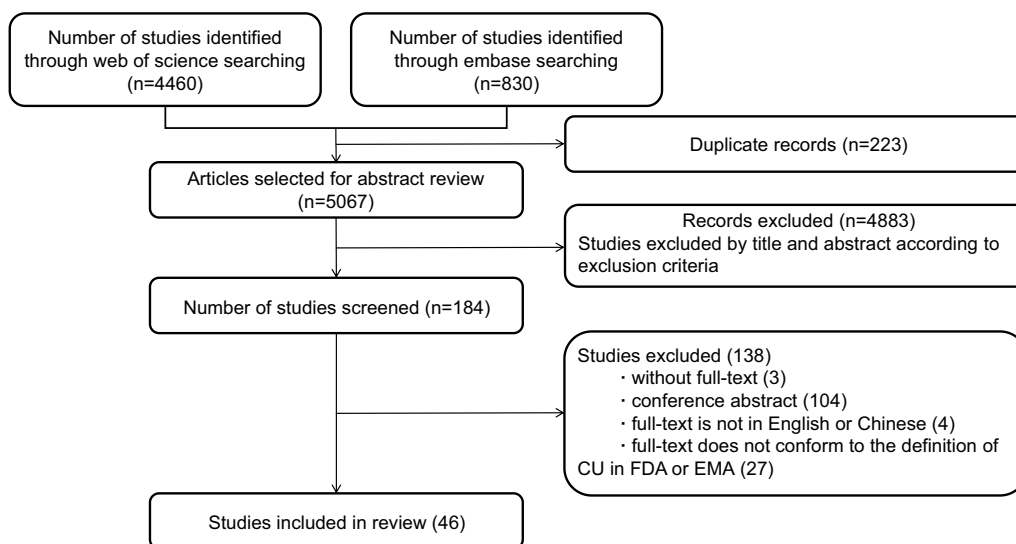 Number of studies identified
through web of science searching
(n=4460)
Number of studies identified
through embase searching
(n=830)
Duplicate records (n=223)
Articles selected for abstract review
(n=5067)
Records excluded (n=4883)
Studies excluded by title and abstract according to
exclusion criteria
Number of studies screened (n=184)
Studies excluded (138)
· without full-text (3)
· conference abstract (104)
· full-text is not in English or Chinese (4)
· full-text does not conform to the definition of
CU in FDA or EMA (27)
Studies included in review (46)